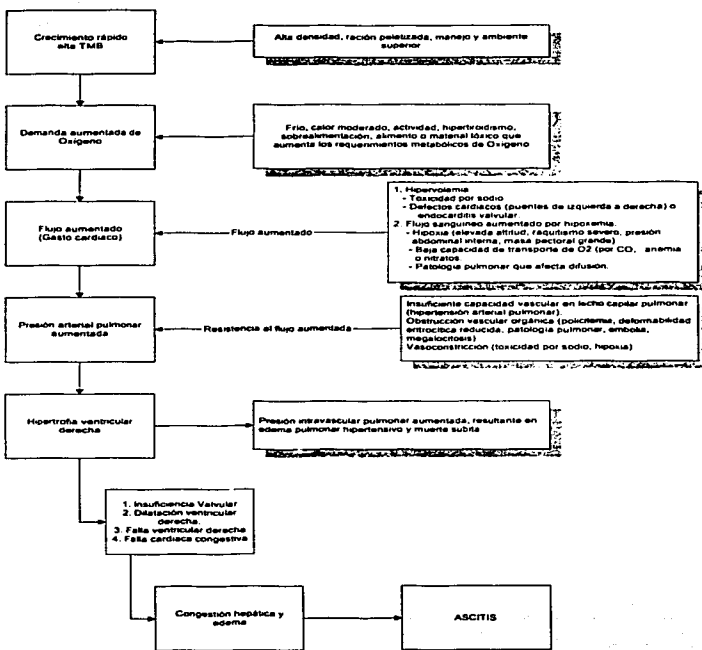 Crecimiento rápido
alta TMB
Alta densidad, ración peletizada, manejo y ambiente
superior
Demanda aumentada de
Oxígeno
Frio, calor moderado, actividad, hipertiroidismo,
sobrealimentación, alimento o material tóxico que
aumenta los requerimientos metabólicos de Oxigeno
Flujo aumentado
(Gasto cardiaco)
Flujo aumentado
1. Hipervolemia
- Toxicidad por sodio
- Defectos cardiacos (puentes de izquierda a derecha) o
endocarditis valvular.
2. Flujo sanguíneo aumentado por hipoxemia.
- Hipoxia (elevada altitud, raquitismo severo, presión
abdominal interna, masa pectoral grande)
- Baja capacidad de transporte de O2 (por CO, anemia
o nitratos.
- Patología pulmonar que afecta difusión.
Presión arterial pulmonar
aumentada
Resistencia al flujo aumentada
Insuficiente capacidad vascular en lecho capilar pulmonar
(hipertensión arterial pulmonar).
Obstrucción vascular orgánica (policitemia, deformabilidad
eritrocítica reducida, patología pulmonar, embolia,
megalocitosis)
Vasoconstricción (toxicidad por sodio, hipoxia)
Hipertrofia ventricular
derecha
Presión intravascular pulmonar aumentada, resultante en
edema pulmonar hipertensivo y muerte subita
1. Insuficiencia Valvular
2. Dilatación ventricular
derecha.
3. Falla ventricular derecha
4. Falla cardiaca congestiva
Congestión hepática y
edema
ASCITIS